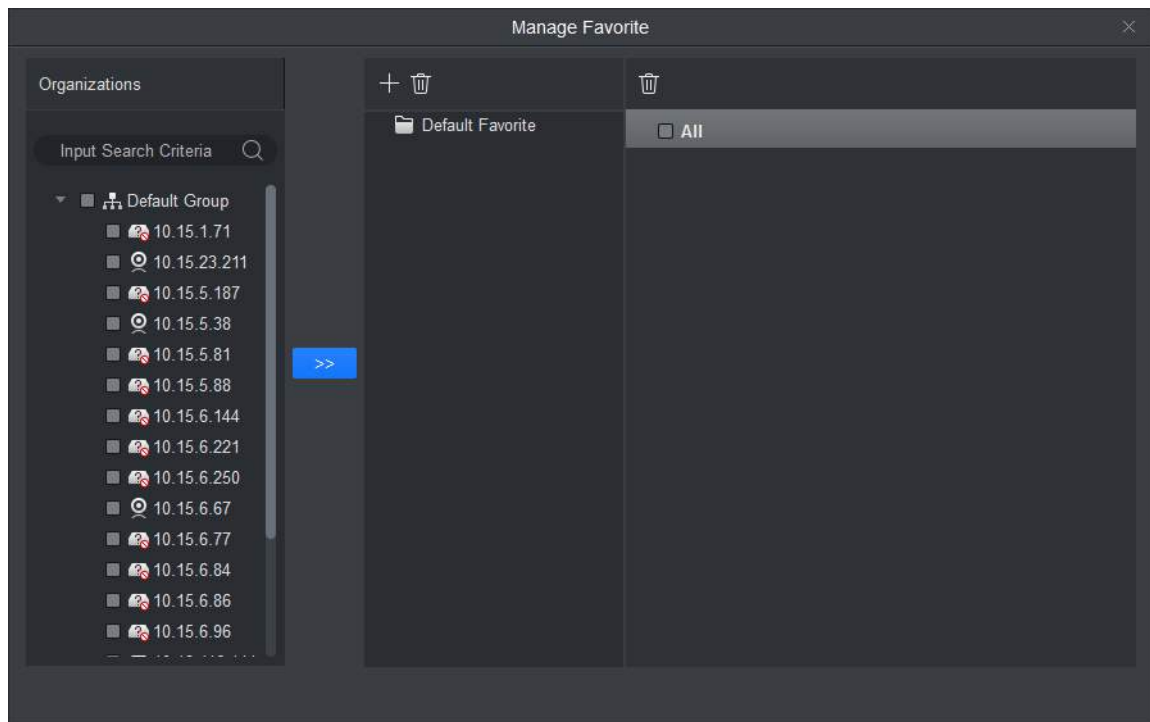 Manage Favorite
Organizations
Input Search Criteria
Default Group
10.15.1.71
10.15.23.211
10.15.5.187
10.15.5.38
10.15.5.81
10.15.5.88
10.15.6.144
10.15.6.221
10.15.6.250
10.15.6.67
10.15.6.77
10.15.6.84
10.15.6.86
10.15.6.96
>>
Default Favorite
All